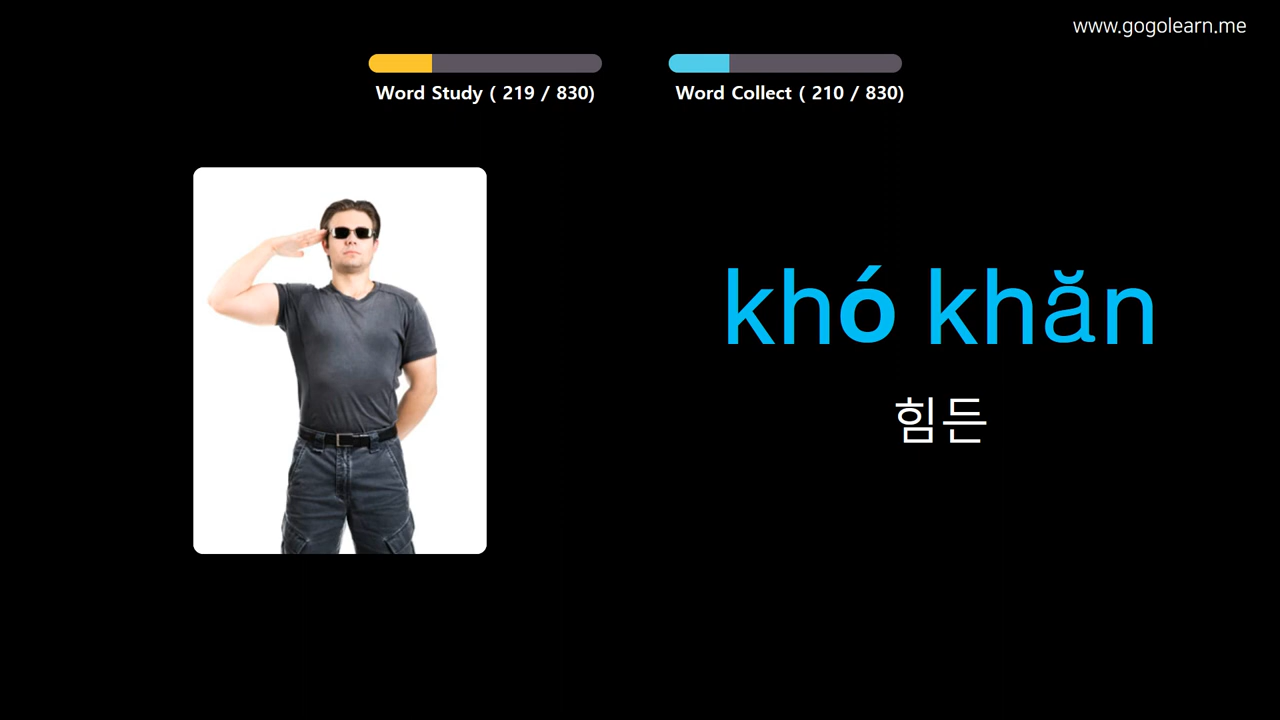 www.gogolearn.me
Word Study ( 219 / 830)
Word Collect ( 210 / 830)
khó khăn
힘든